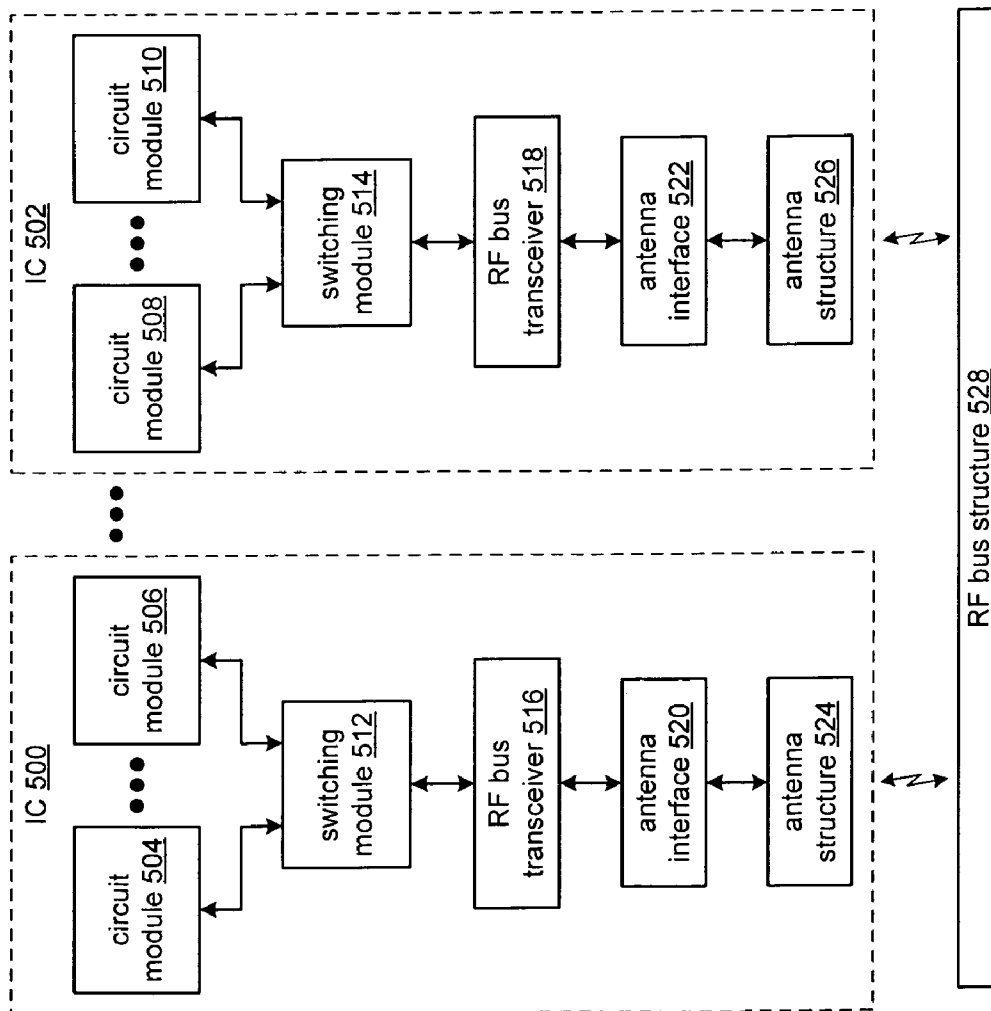 IC 500
circuit
module 504
circuit
module 506
switching
module 512
RF bus
transceiver 516
antenna
interface 520
antenna
structure 524
IC 502
circuit
module 508
circuit
module 510
switching
module 514
RF bus
transceiver 518
antenna
interface 522
antenna
structure 526
RF bus structure 528